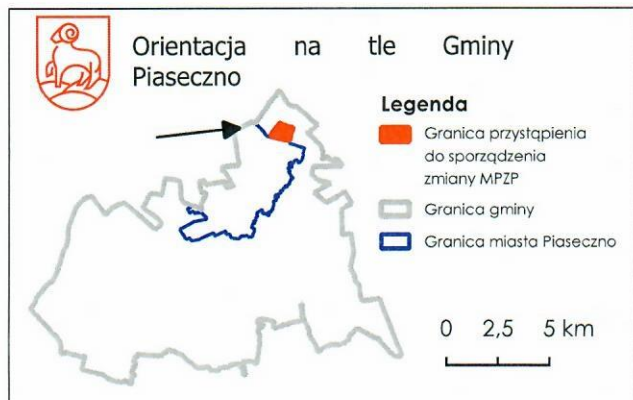 Orientacja na tle Gminy
Piaseczno
Legenda
Granica przystąpienia
do sporządzenia
zmiany MPZP
Granica gminy
Granica miasta Piaseczno
0 2,5 5 km